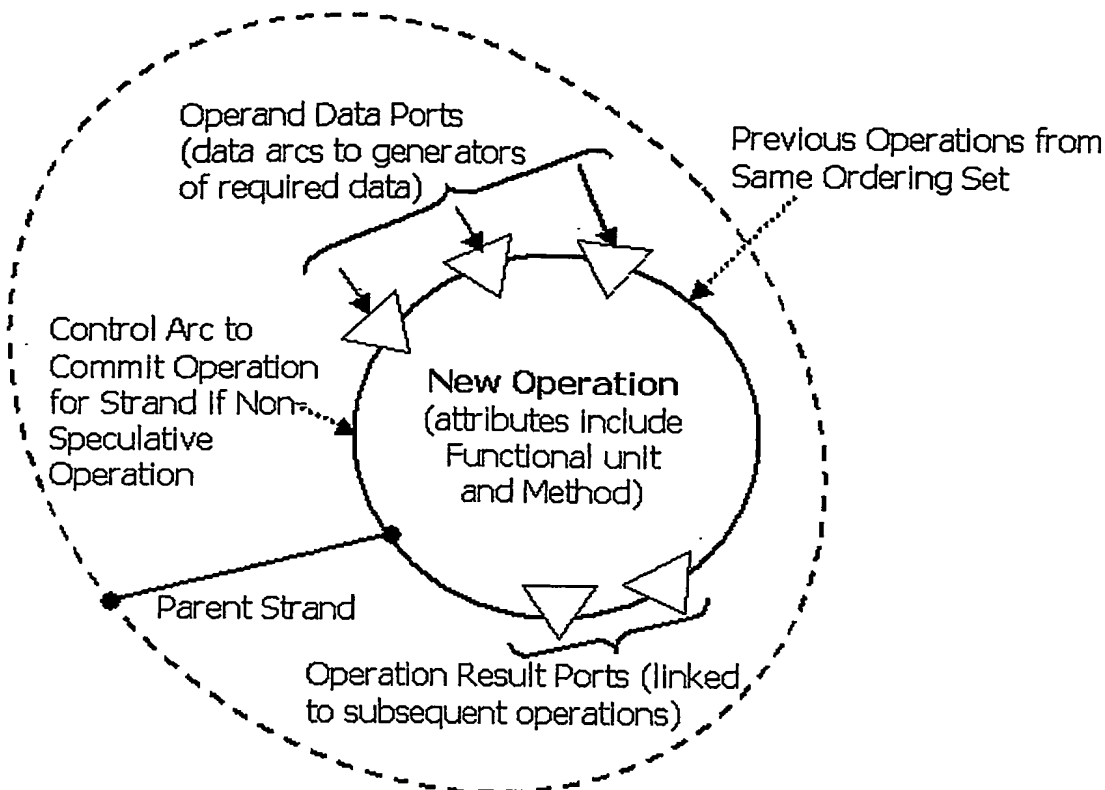 Operand Data Ports
(data arcs to generators
of required data)
Previous Operations from
Same Ordering Set
Control Arc to
Commit Operation
for Strand if Non-
Speculative
Operation
New Operation
(attributes include
Functional unit
and Method)
Parent Strand
Operation Result Ports (linked
to subsequent operations)